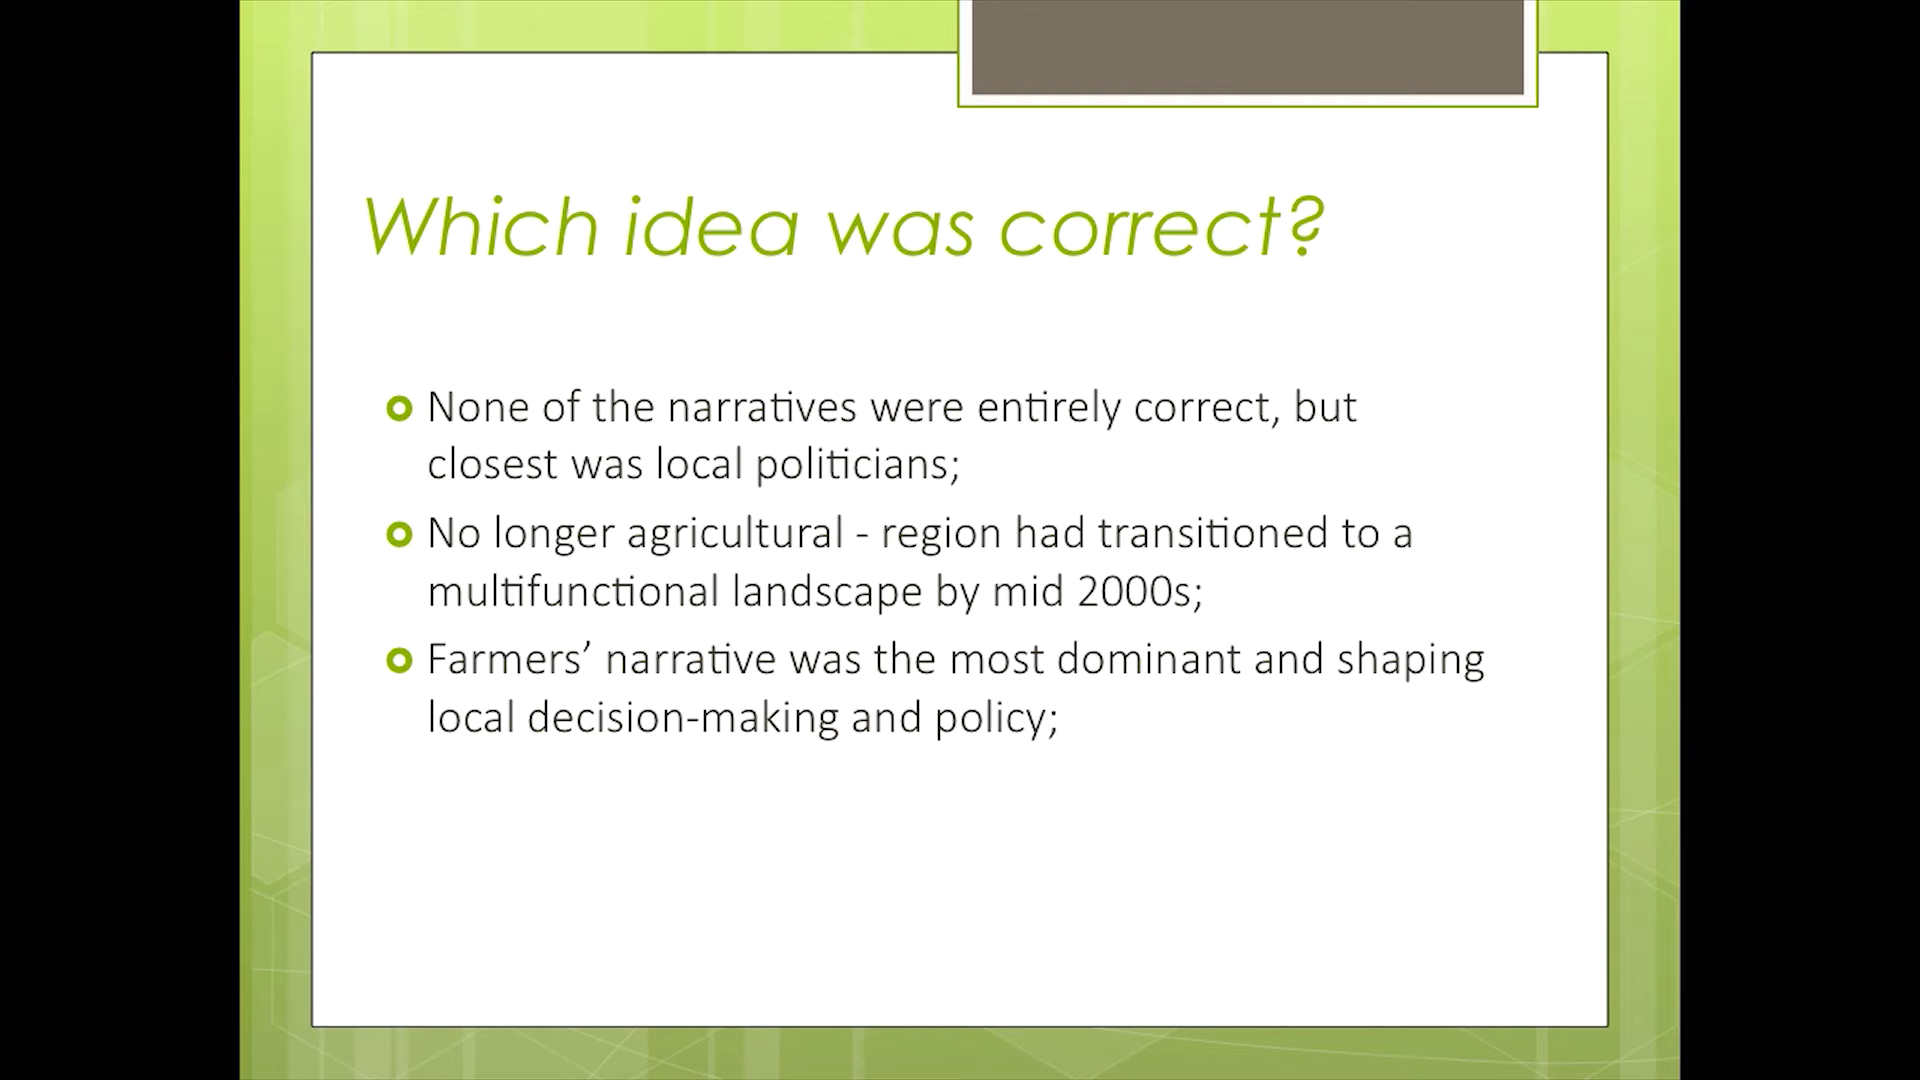 Which idea was correct?
None of the narratives were entirely correct, but
closest was local politicians;
No longer agricultural - region had transitioned to a
multifunctional landscape by mid 2000s;
Farmers’ narrative was the most dominant and shaping
local decision-making and policy;